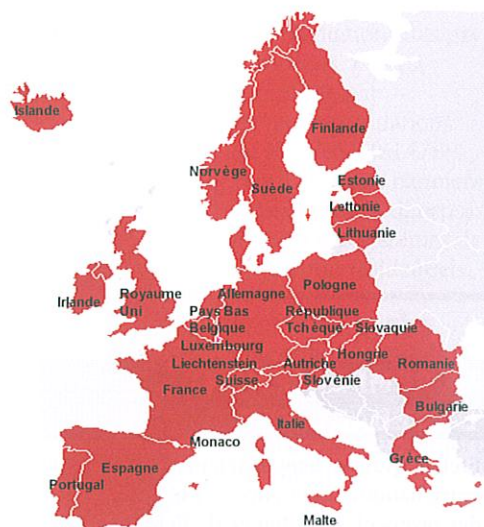 Islande
Finlande
Norvège
Suède
Estonie
Lettonie
Lithuanie
Irlande
Royaume
Uni
Allemagne
Pologne
Pays Bas
Belgique
République
Tchèque
Slovaquie
Luxembourg
Liechtenstein
Suisse
Autriche
Hongrie
Slovénie
Romanie
France
Bulgarie
Italie
Monaco
Espagne
Portugal
Grèce
Malte